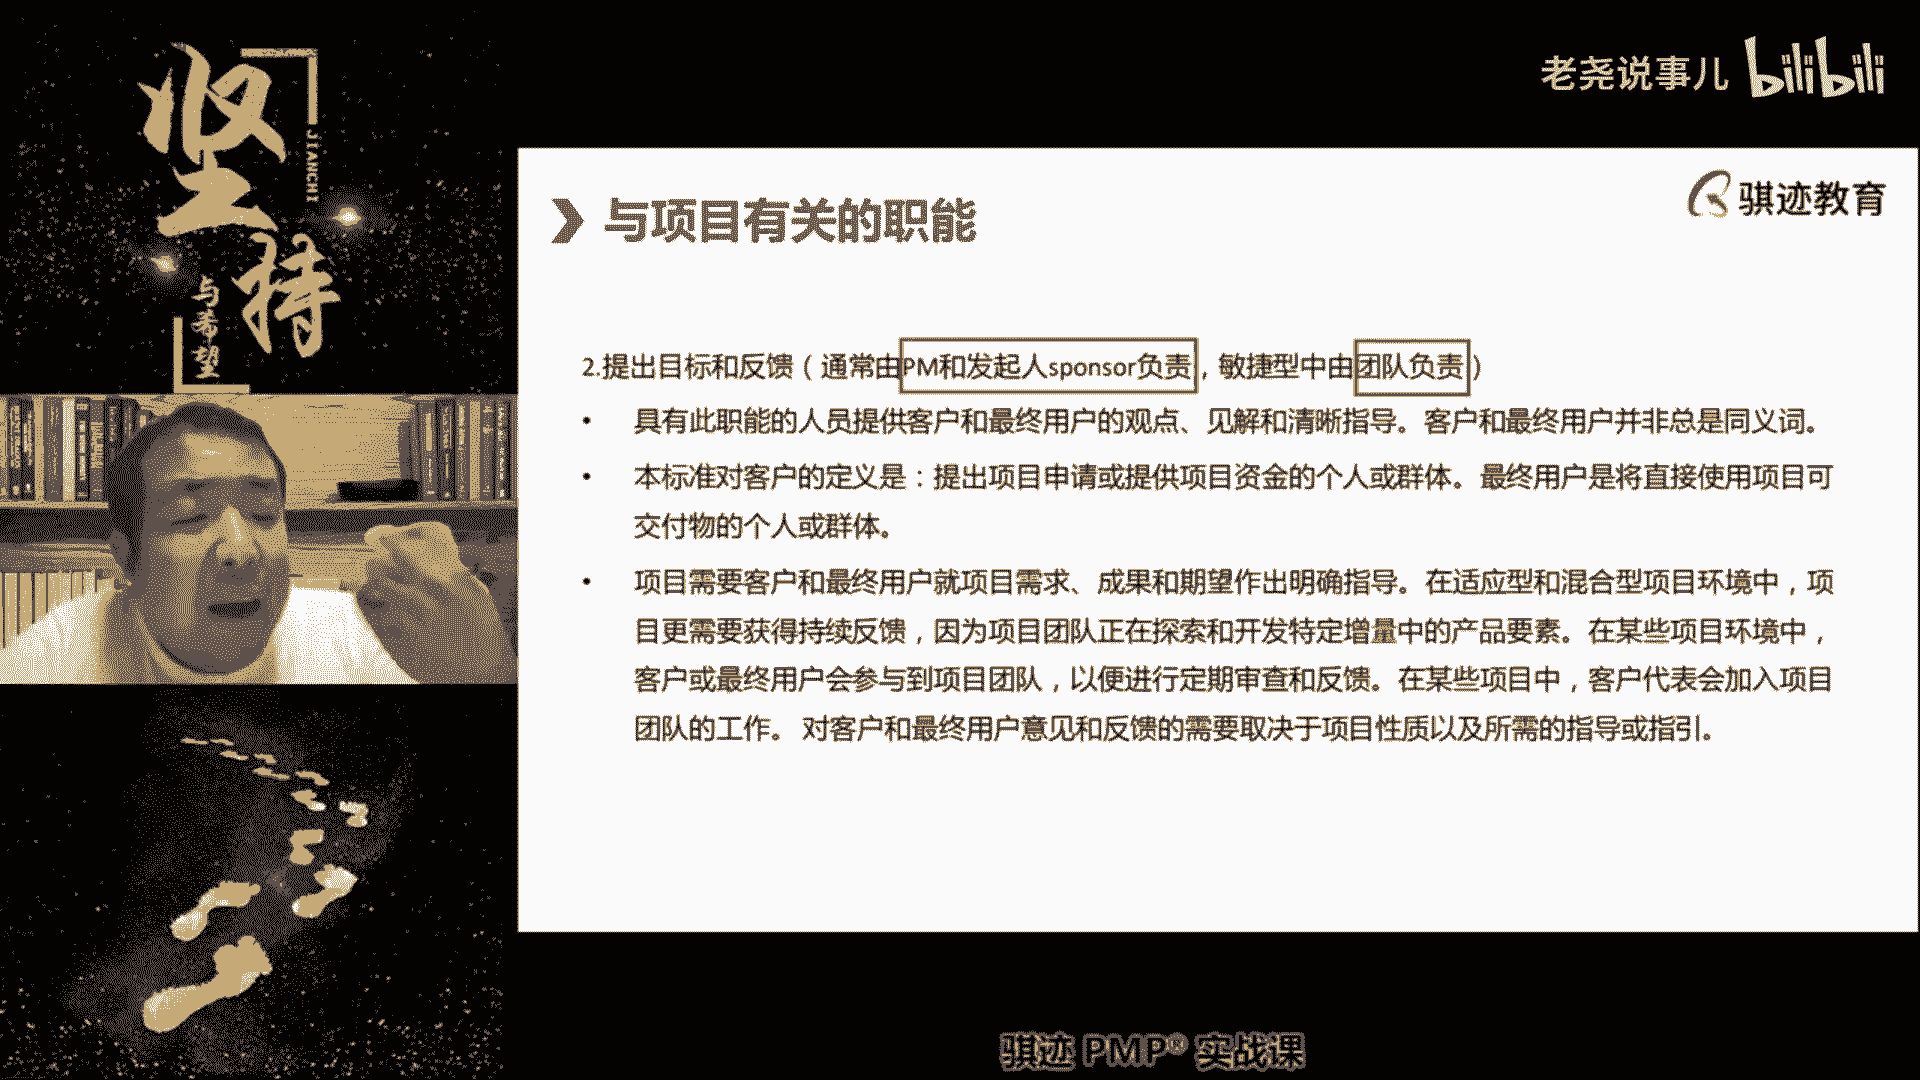 坚持
JIANCHI
与希望
老尧说事儿 bilibili
骐迹教育
与项目有关的职能
2.提出目标和反馈（通常由PM和发起人sponsor负责，敏捷型中由团队负责）
• 具有此职能的人员提供客户和最终用户的观点、见解和清晰指导。客户和最终用户并非总是同义词。
• 本标准对客户的定义是：提出项目申请或提供项目资金的个人或群体。最终用户是将直接使用项目可
交付物的个人或群体。
• 项目需要客户和最终用户就项目需求、成果和期望作出明确指导。在适应型和混合型项目环境中，项
目更需要获得持续反馈，因为项目团队正在探索和开发特定增量中的产品要素。在某些项目环境中，
客户或最终用户会参与到项目团队，以便进行定期审查和反馈。在某些项目中，客户代表会加入项目
团队的工作。 对客户和最终用户意见和反馈的需要取决于项目性质以及所需的指导或指引。
骐迹 PMP® 实战课